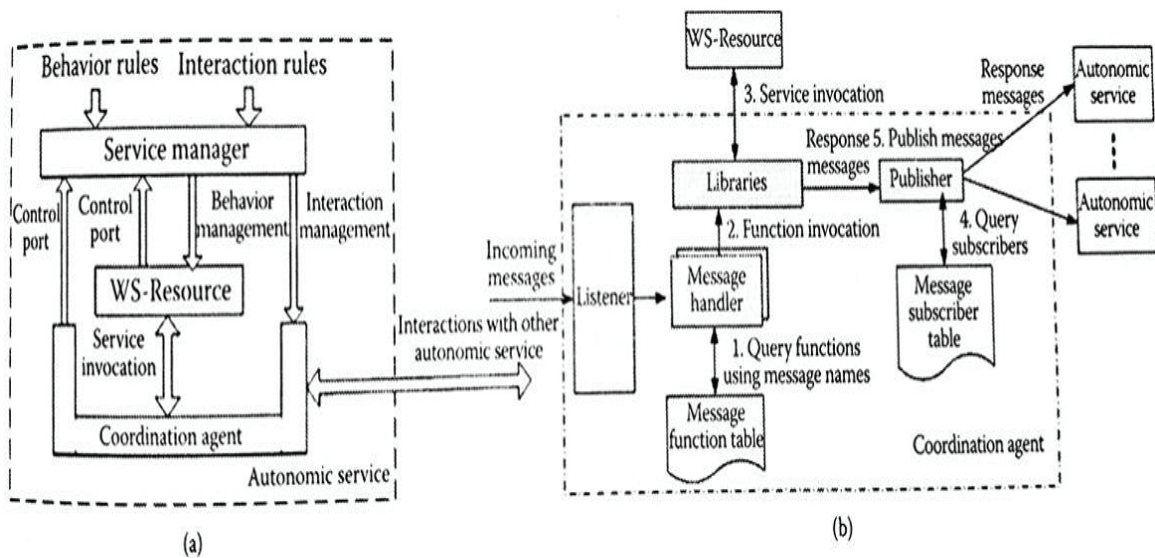 Behavior rules
Interaction rules
Service manager
Control
port
Control
port
Behavior
management
Interaction
management
WS-Resource
Service
invocation
Coordination agent
Autonomic service
(a)
Interactions with other
autonomic service
WS-Resource
3. Service invocation
Response
messages
Autonomic
service
Response
messages
5. Publish messages
Libraries
Publisher
Autonomic
service
2. Function invocation
4. Query
subscribers
Incoming
messages
Listener
Message
handler
Message
subscriber
table
1. Query functions
using message names
Message
function table
Coordination agent
(b)